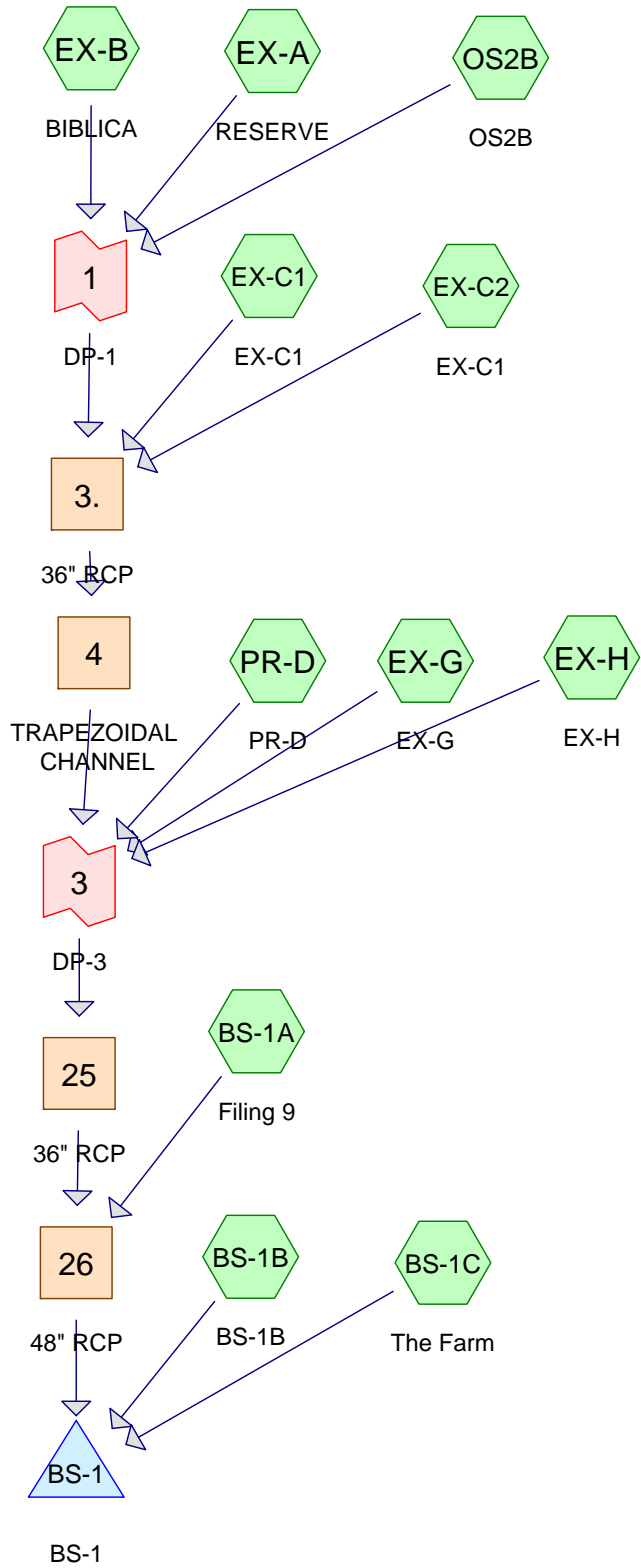 EX-B
EX-A
OS2B
BIBLICA
RESERVE
OS2B
1
EX-C1
EX-C2
DP-1
EX-C1
EX-C1
3.
36" RCP
4
PR-D
EX-G
EX-H
TRAPEZOIDAL
CHANNEL
PR-D
EX-G
EX-H
3
DP-3
25
BS-1A
36" RCP
Filing 9
26
BS-1B
BS-1C
48" RCP
BS-1B
The Farm
BS-1
BS-1